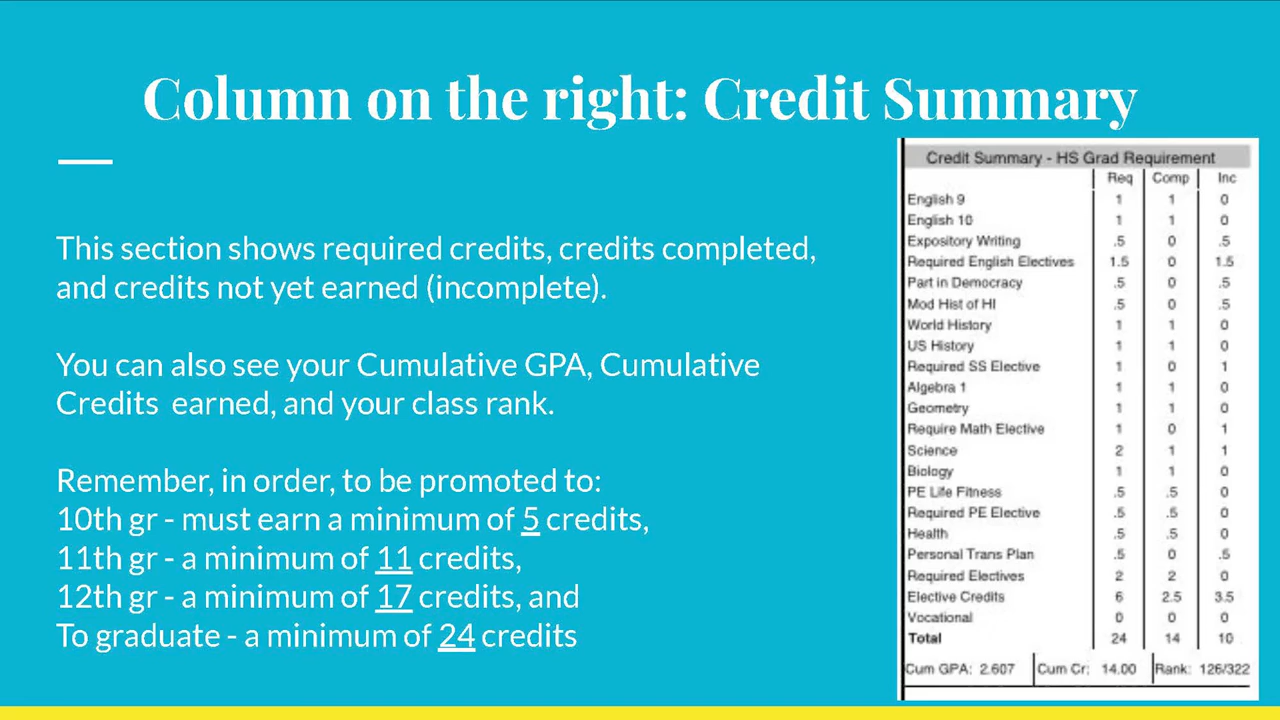 Column on the right: Credit Summary
This section shows required credits, credits completed,
and credits not yet earned (incomplete).
You can also see your Cumulative GPA, Cumulative
Credits earned, and your class rank.
Remember, in order, to be promoted to:
10th gr - must earn a minimum of 5 credits,
11th gr - a minimum of 11 credits,
12th gr - a minimum of 17 credits, and
To graduate - a minimum of 24 credits
Credit Summary - HS Grad Requirement
Req Comp Inc
English 9 1 1 0
English 10 1 1 0
Expository Writing .5 0 .5
Required English Electives 1.5 0 1.5
Part in Democracy .5 0 .5
Mod Hist of HI .5 0 .5
World History 1 1 0
US History 1 1 0
Required SS Elective 1 0 1
Algebra 1 1 1 0
Geometry 1 1 0
Require Math Elective 1 0 1
Science 2 1 1
Biology 1 1 0
PE Life Fitness .5 .5 0
Required PE Elective .5 .5 0
Health .5 .5 0
Personal Trans Plan .5 0 .5
Required Electives 2 2 0
Elective Credits 6 2.5 3.5
Vocational 0 0 0
Total 24 14 10
Cum GPA: 2.607 Cum Cr: 14.00 Rank: 126/322